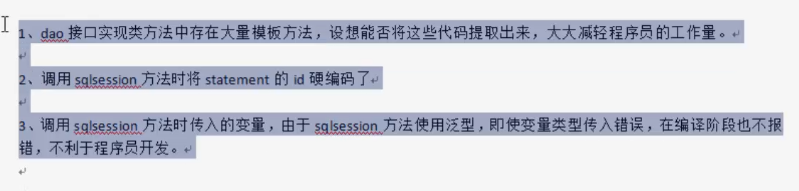 1、dao 接口实现类方法中存在大量模板方法，设想能否将这些代码提取出来，大大减轻程序员的工作量。
2、调用 sqlsession 方法时将 statement 的 id 硬编码了
3、调用 sqlsession 方法时传入的变量，由于 sqlsession 方法使用泛型，即使变量类型传入错误，在编译阶段也不报
错，不利于程序员开发。